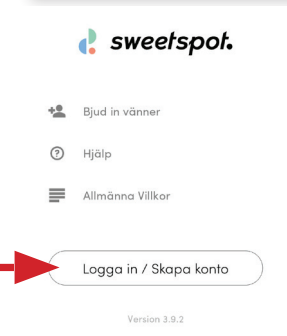 sweetspot.
Bjud in vänner
Hjälp
Allmänna Villkor
Logga in / Skapa konto
Version 3.9.2